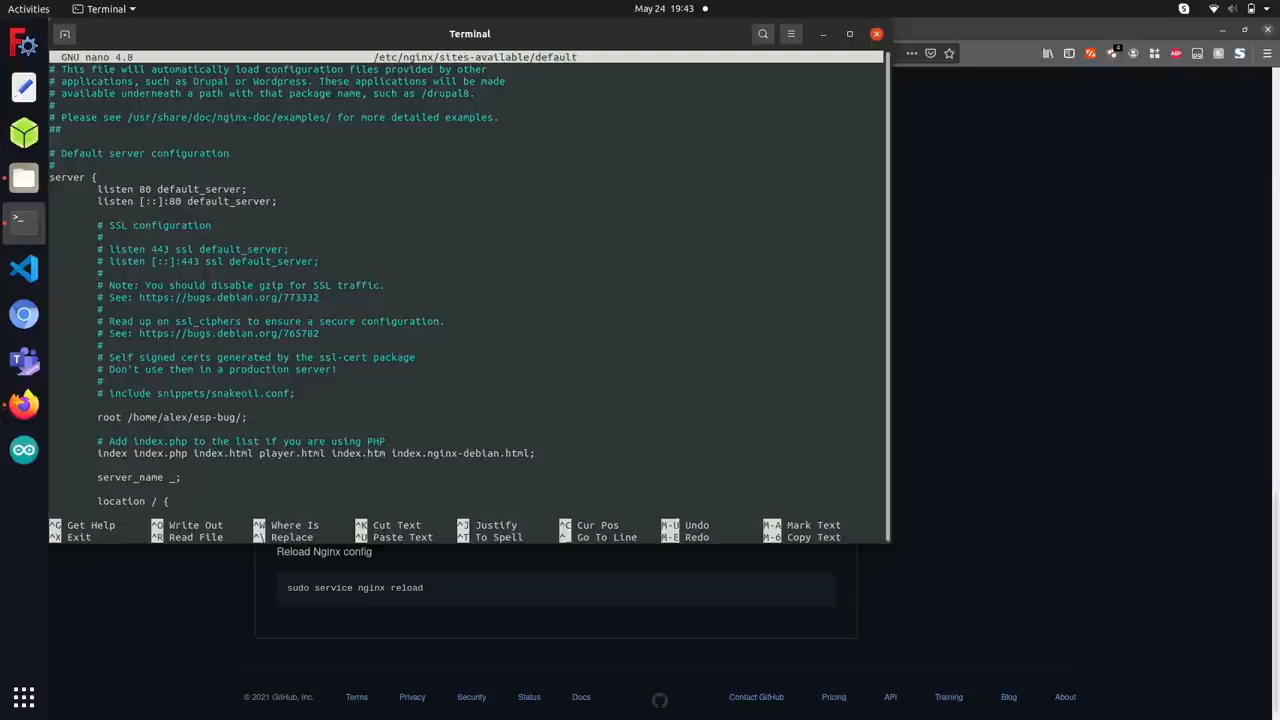 Activities
Terminal
May 24 19:43
Terminal
GNU nano 4.8
/etc/nginx/sites-available/default
# This file will automatically load configuration files provided by other
# applications, such as Drupal or Wordpress. These applications will be made
# available underneath a path with that package name, such as /drupal8.
#
# Please see /usr/share/doc/nginx-doc/examples/ for more detailed examples.
##
# Default server configuration
#
server {
listen 80 default_server;
listen [::]:80 default_server;
# SSL configuration
#
# listen 443 ssl default_server;
# listen [::]:443 ssl default_server;
#
# Note: You should disable gzip for SSL traffic.
# See: https://bugs.debian.org/773332
#
# Read up on ssl_ciphers to ensure a secure configuration.
# See: https://bugs.debian.org/765782
#
# Self signed certs generated by the ssl-cert package
# Don't use them in a production server!
#
# include snippets/snakeoil.conf;
root /home/alex/esp-bug/;
# Add index.php to the list if you are using PHP
index index.php index.html player.html index.htm index.nginx-debian.html;
server_name _;
location / {
^G Get Help ^O Write Out ^W Where Is ^K Cut Text ^J Justify ^C Cur Pos M-U Undo M-A Mark Text
^X Exit ^R Read File ^\ Replace ^U Paste Text ^T To Spell ^_ Go To Line M-E Redo M-6 Copy Text
Reload Nginx config
sudo service nginx reload
© 2021 GitHub, Inc. Terms Privacy Security Status Docs Contact GitHub Pricing API Training Blog About